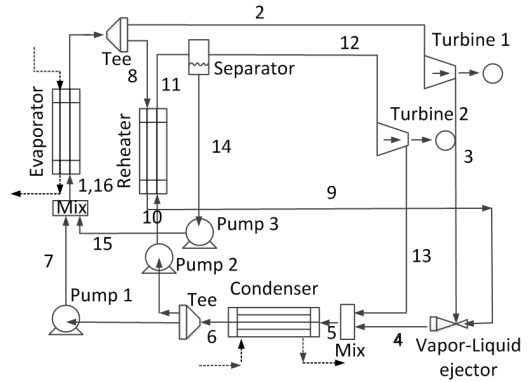 2
Turbine 1
Tee
8
11
Separator
12
Evaporator
Reheater
Turbine 2
3
14
1,16
Mix
10
9
15
Pump 3
7
Pump 2
13
Condenser
Pump 1
Tee
6
5
Mix
4
Vapor-Liquid
ejector